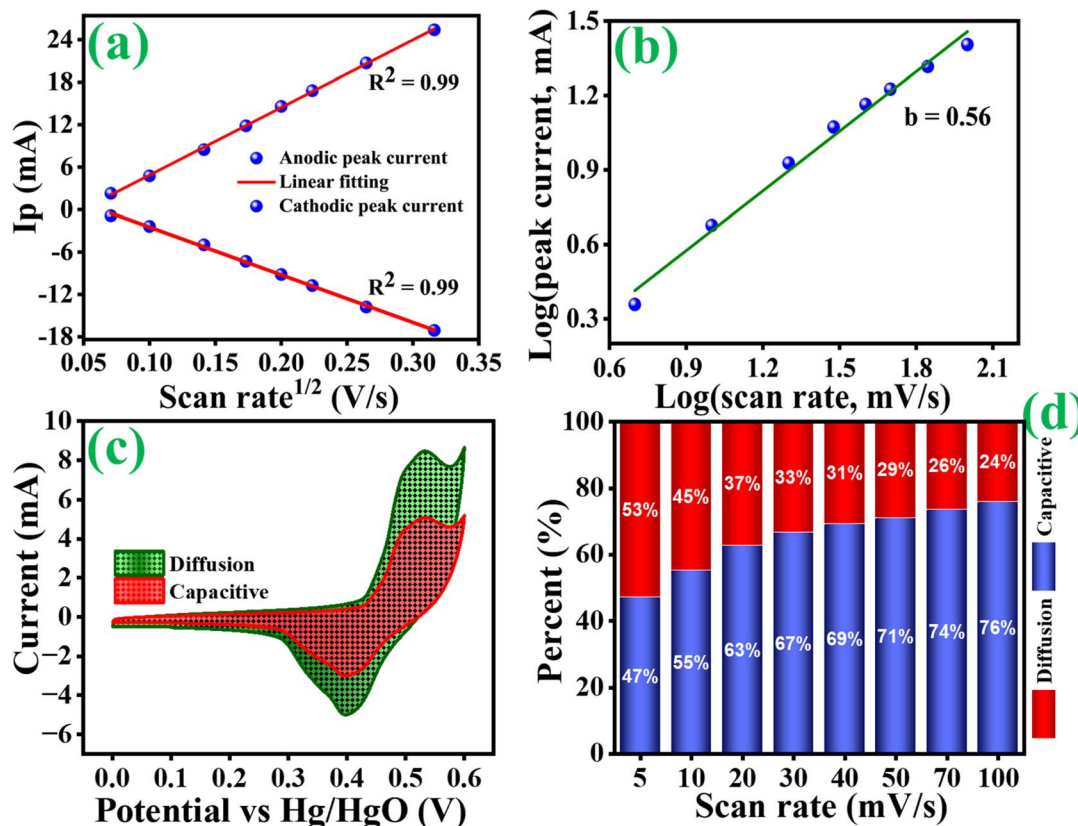 (a)
24
18
12
6
0
-6
-12
-18
Ip (mA)
R² = 0.99
Anodic peak current
Linear fitting
Cathodic peak current
R² = 0.99
0.05 0.10 0.15 0.20 0.25 0.30 0.35
Scan rate^1/2 (V/s)
(b)
1.5
1.2
0.9
0.6
0.3
Log(peak current, mA)
b = 0.56
0.6 0.9 1.2 1.5 1.8 2.1
Log(scan rate, mV/s)
(c)
10
8
6
4
2
0
−2
−4
−6
Current (mA)
Diffusion
Capacitive
0.0 0.1 0.2 0.3 0.4 0.5 0.6
Potential vs Hg/HgO (V)
(d)
100
80
60
40
20
0
Percent (%)
53% 45% 37% 33% 31% 29% 26% 24%
47% 55% 63% 67% 69% 71% 74% 76%
5 10 20 30 40 50 70 100
Scan rate (mV/s)
Capacitive
Diffusion